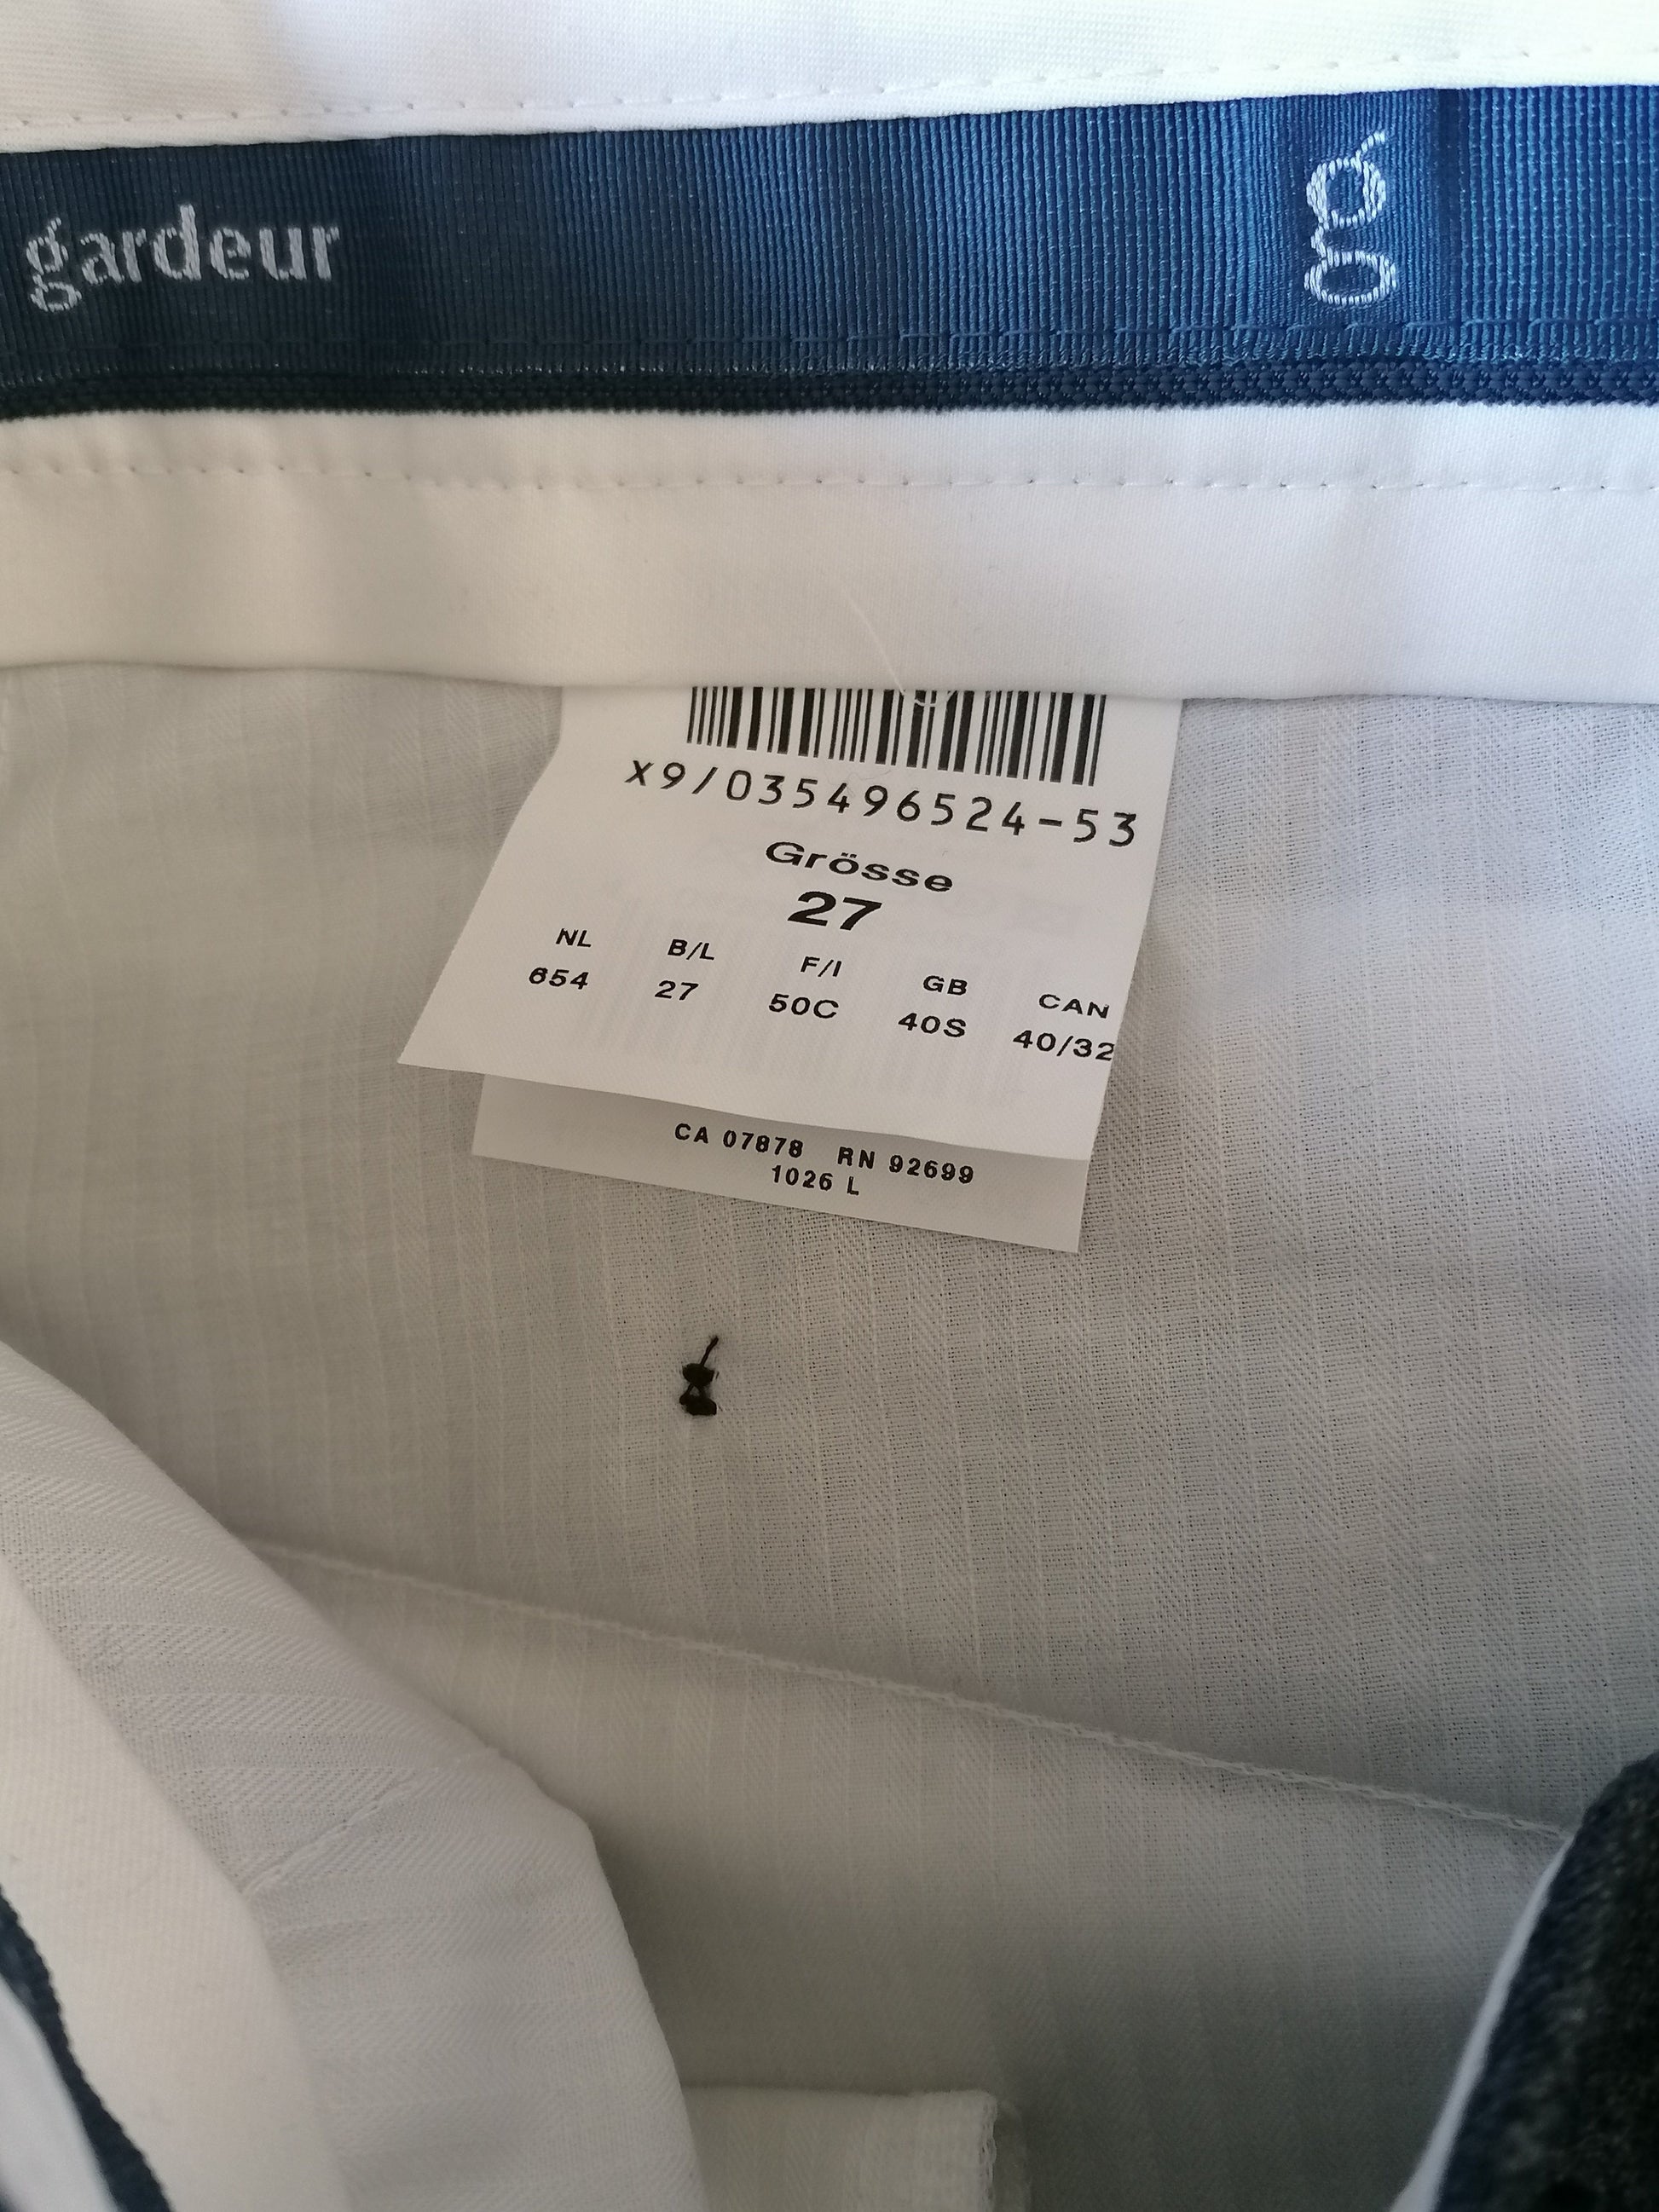 gardeur
g
X9/035496524-53
Grösse
27
NL B/L F/I GB CAN
654 27 50C 40S 40/32
CA 07878 RN 92699
1026 L